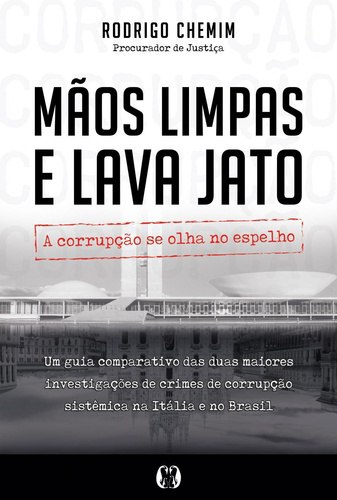 CORRUPÇÃO
RODRIGO CHEMIM
Procurador de Justiça
MÃOS LIMPAS
E LAVA JATO
A corrupção se olha no espelho
Um guia comparativo das duas maiores
investigações de crimes de corrupção
sistêmica na Itália e no Brasil